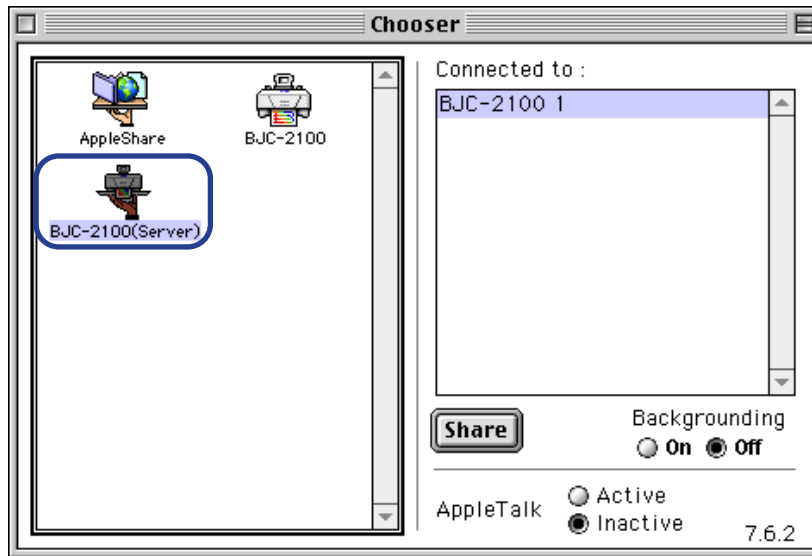 Chooser
AppleShare
BJC-2100
BJC-2100(Server)
Connected to :
BJC-2100 1
Share
Backgrounding
On Off
AppleTalk
Active
Inactive
7.6.2